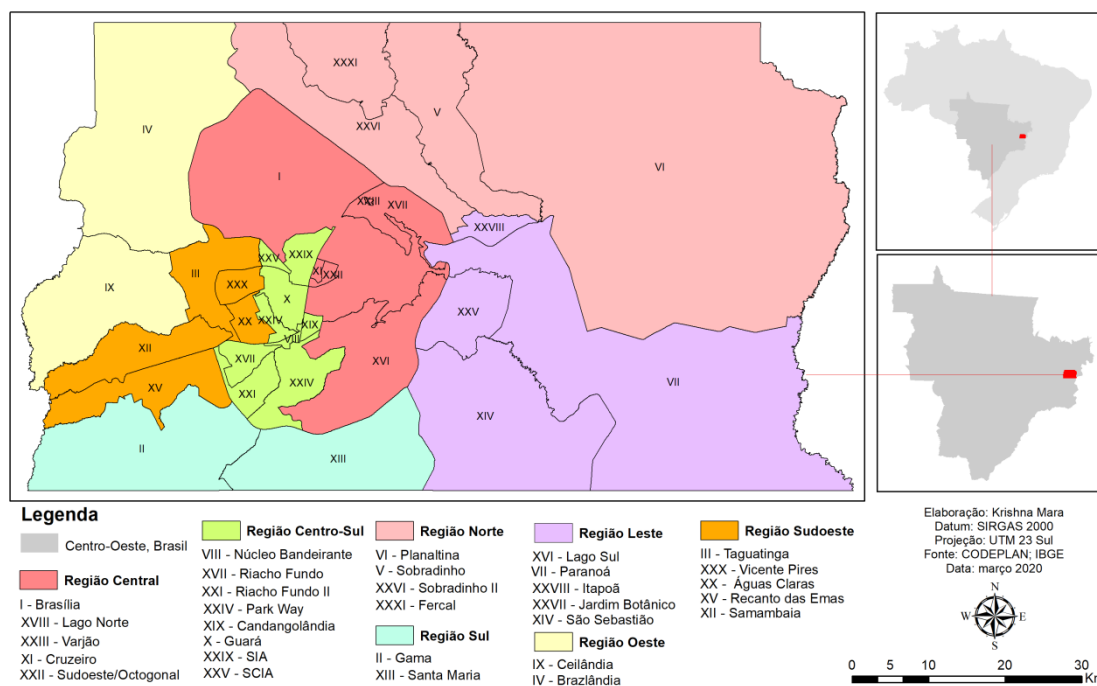 XXXI
V
IV
XXVI
VI
I
XXIII
XVII
XXVIII
XXIX
XXV
III
XI
XXII
XXX
IX
X
XXV
XX
XXIV
XIX
VIII
XII
XVII
XVI
XXI
XXIV
XV
VII
XIV
II
XIII
Legenda
Centro-Oeste, Brasil
Região Central
I - Brasília
XVIII - Lago Norte
XXIII - Varjão
XI - Cruzeiro
XXII - Sudoeste/Octogonal
Região Centro-Sul
VIII - Núcleo Bandeirante
XVII - Riacho Fundo
XXI - Riacho Fundo II
XXIV - Park Way
XIX - Candangolândia
X - Guará
XXIX - SIA
XXV - SCIA
Região Norte
VI - Planaltina
V - Sobradinho
XXVI - Sobradinho II
XXXI - Fercal
Região Sul
II - Gama
XIII - Santa Maria
Região Leste
XVI - Lago Sul
VII - Paranoá
XXVIII - Itapoã
XXVII - Jardim Botânico
XIV - São Sebastião
Região Oeste
IX - Ceilândia
IV - Brazlândia
Região Sudoeste
III - Taguatinga
XXX - Vicente Pires
XX - Águas Claras
XV - Recanto das Emas
XII - Samambaia
Elaboração: Krishna Mara
Datum: SIRGAS 2000
Projeção: UTM 23 Sul
Fonte: CODEPLAN; IBGE
Data: março 2020
N
W E
S
0 5 10 20 30
Km